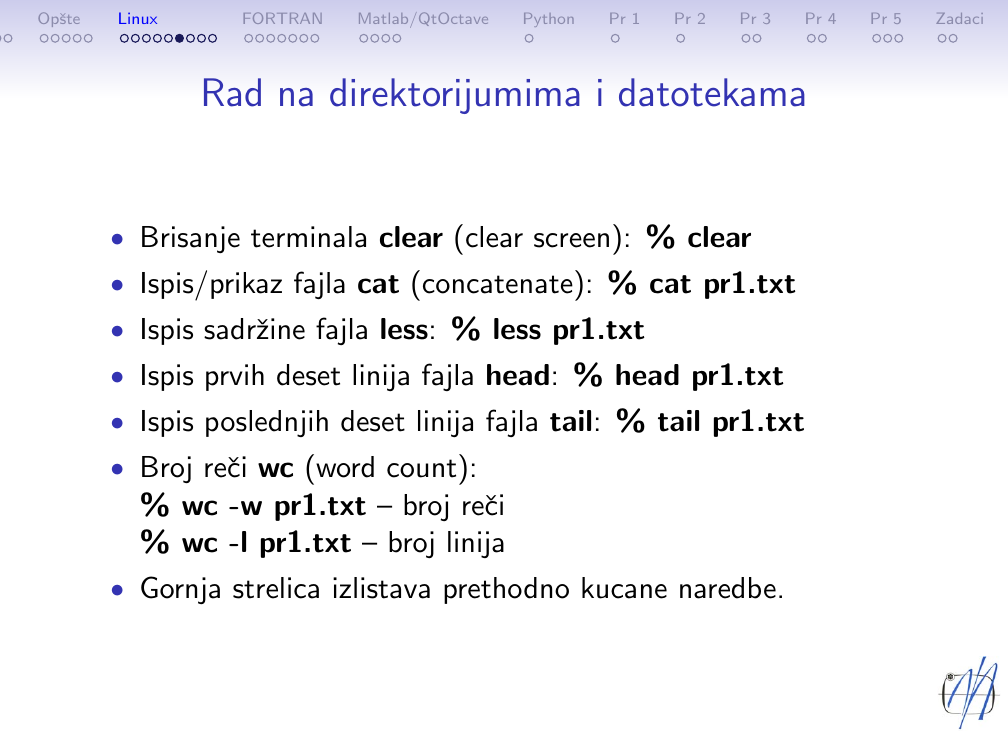 Opšte Linux FORTRAN Matlab/QtOctave Python Pr 1 Pr 2 Pr 3 Pr 4 Pr 5 Zadaci
Rad na direktorijumima i datotekama
• Brisanje terminala clear (clear screen): % clear
• Ispis/prikaz fajla cat (concatenate): % cat pr1.txt
• Ispis sadržine fajla less: % less pr1.txt
• Ispis prvih deset linija fajla head: % head pr1.txt
• Ispis poslednjih deset linija fajla tail: % tail pr1.txt
• Broj reči wc (word count):
% wc -w pr1.txt – broj reči
% wc -l pr1.txt – broj linija
• Gornja strelica izlistava prethodno kucane naredbe.